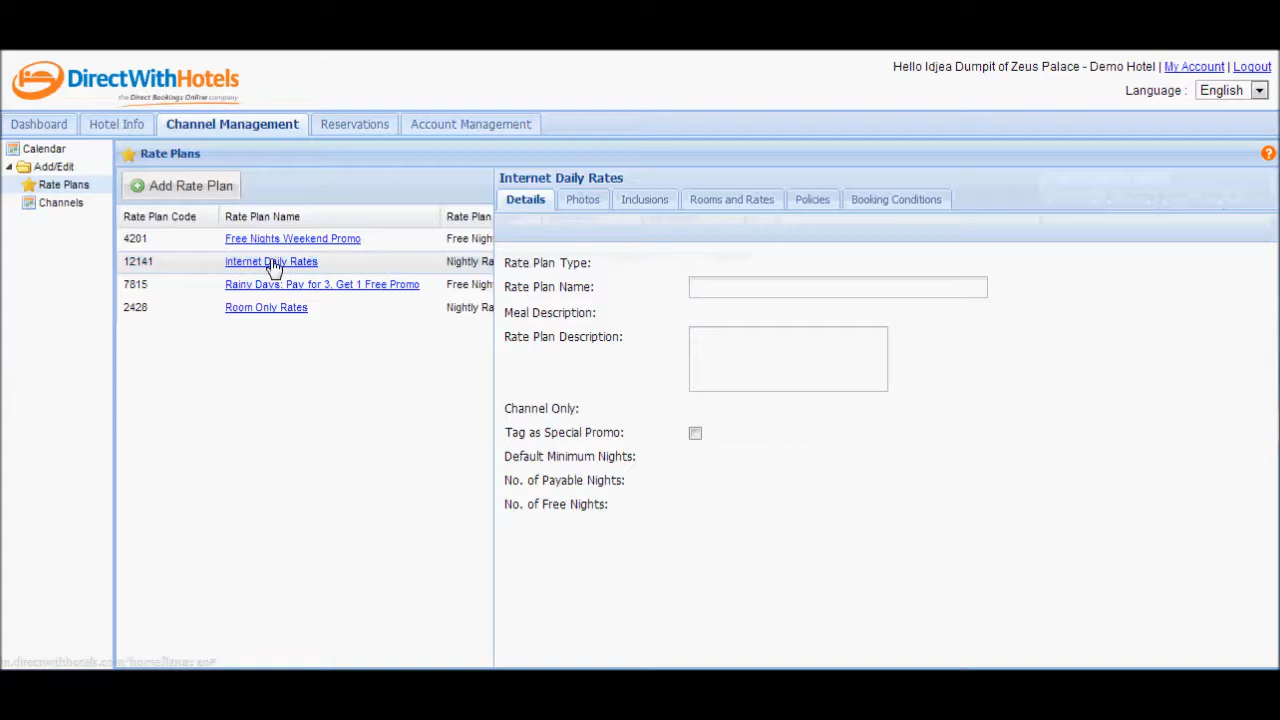 DirectWithHotels
the Direct Bookings Online company
Hello Idjea Dumpit of Zeus Palace - Demo Hotel | My Account | Logout
Language : English
Dashboard Hotel Info Channel Management Reservations Account Management
Calendar
Add/Edit
Rate Plans
Channels
Rate Plans
Add Rate Plan
Rate Plan Code Rate Plan Name Rate Plan
4201 Free Nights Weekend Promo Free Nigh
12141 Internet Daily Rates Nightly Ra
7815 Rainy Days: Pay for 3, Get 1 Free Promo Free Nigh
2428 Room Only Rates Nightly Ra
Internet Daily Rates
Details Photos Inclusions Rooms and Rates Policies Booking Conditions
Rate Plan Type:
Rate Plan Name:
Meal Description:
Rate Plan Description:
Channel Only:
Tag as Special Promo:
Default Minimum Nights:
No. of Payable Nights:
No. of Free Nights: